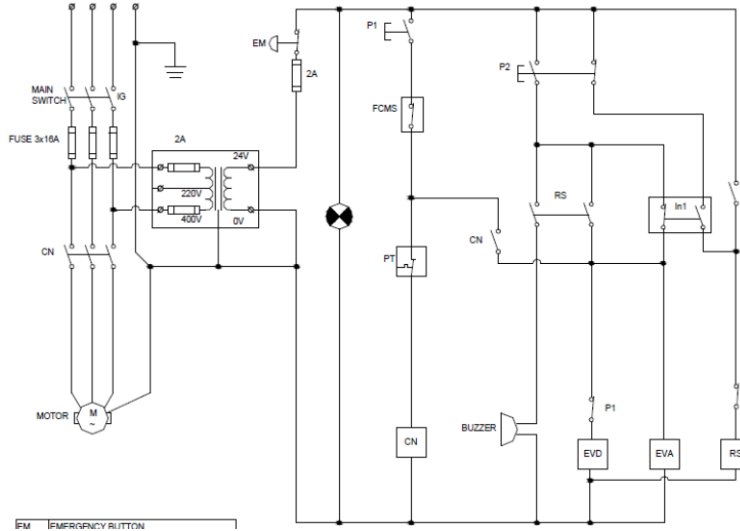 EM
P1
P2
MAIN
SWITCH
IG
2A
FUSE 3x16A
FCMS
2A
24V
220V
400V
0V
RS
In1
CN
CN
PT
MOTOR
M
~
BUZZER
CN
P1
EVD
EVA
RS
EM EMERGENCY BUTTON